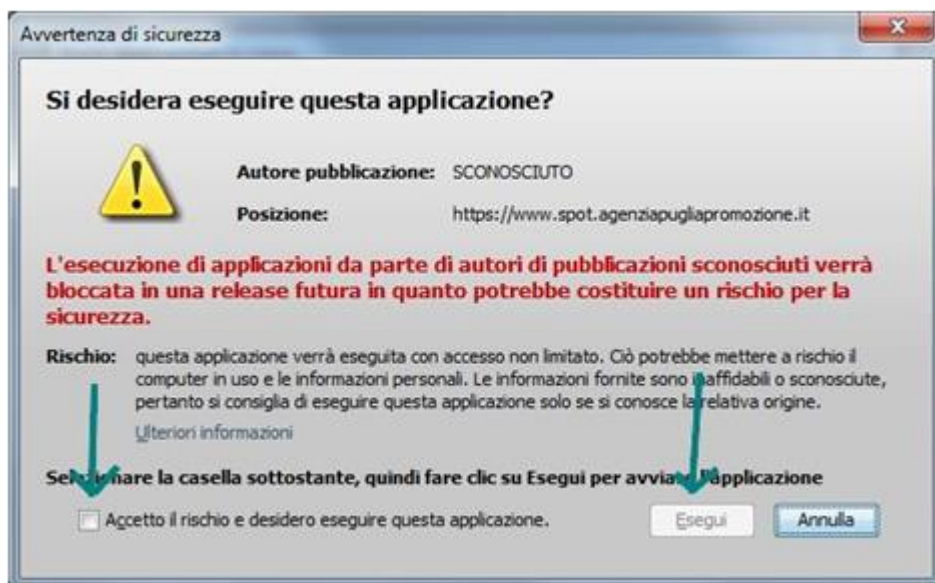 Avvertenza di sicurezza
Si desidera eseguire questa applicazione?
Autore pubblicazione: SCONOSCIUTO
Posizione: https://www.spot.agenziapugliapromozione.it
L'esecuzione di applicazioni da parte di autori di pubblicazioni sconosciuti verrà
bloccata in una release futura in quanto potrebbe costituire un rischio per la
sicurezza.
Rischio: questa applicazione verrà eseguita con accesso non limitato. Ciò potrebbe mettere a rischio il
computer in uso e le informazioni personali. Le informazioni fornite sono inaffidabili o sconosciute,
pertanto si consiglia di eseguire questa applicazione solo se si conosce la relativa origine.
Ulteriori informazioni
Selezionare la casella sottostante, quindi fare clic su Esegui per avviare l'applicazione
Accetto il rischio e desidero eseguire questa applicazione.
Esegui Annulla